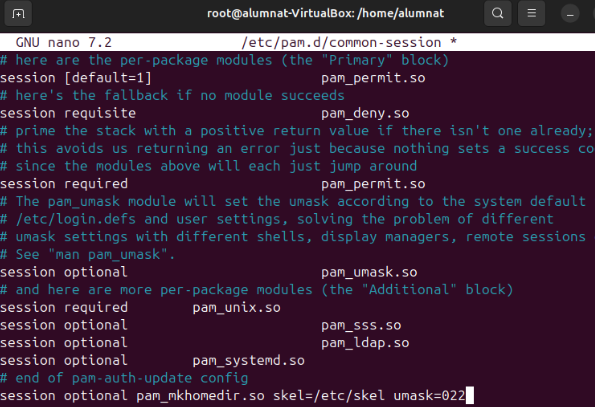 root@alumnat-VirtualBox: /home/alumnat
GNU nano 7.2 /etc/pam.d/common-session *
# here are the per-package modules (the "Primary" block)
session [default=1] pam_permit.so
# here's the fallback if no module succeeds
session requisite pam_deny.so
# prime the stack with a positive return value if there isn't one already;
# this avoids us returning an error just because nothing sets a success co
# since the modules above will each just jump around
session required pam_permit.so
# The pam_umask module will set the umask according to the system default
# /etc/login.defs and user settings, solving the problem of different
# umask settings with different shells, display managers, remote sessions
# See "man pam_umask".
session optional pam_umask.so
# and here are more per-package modules (the "Additional" block)
session required pam_unix.so
session optional pam_sss.so
session optional pam_ldap.so
session optional pam_systemd.so
# end of pam-auth-update config
session optional pam_mkhomedir.so skel=/etc/skel umask=022